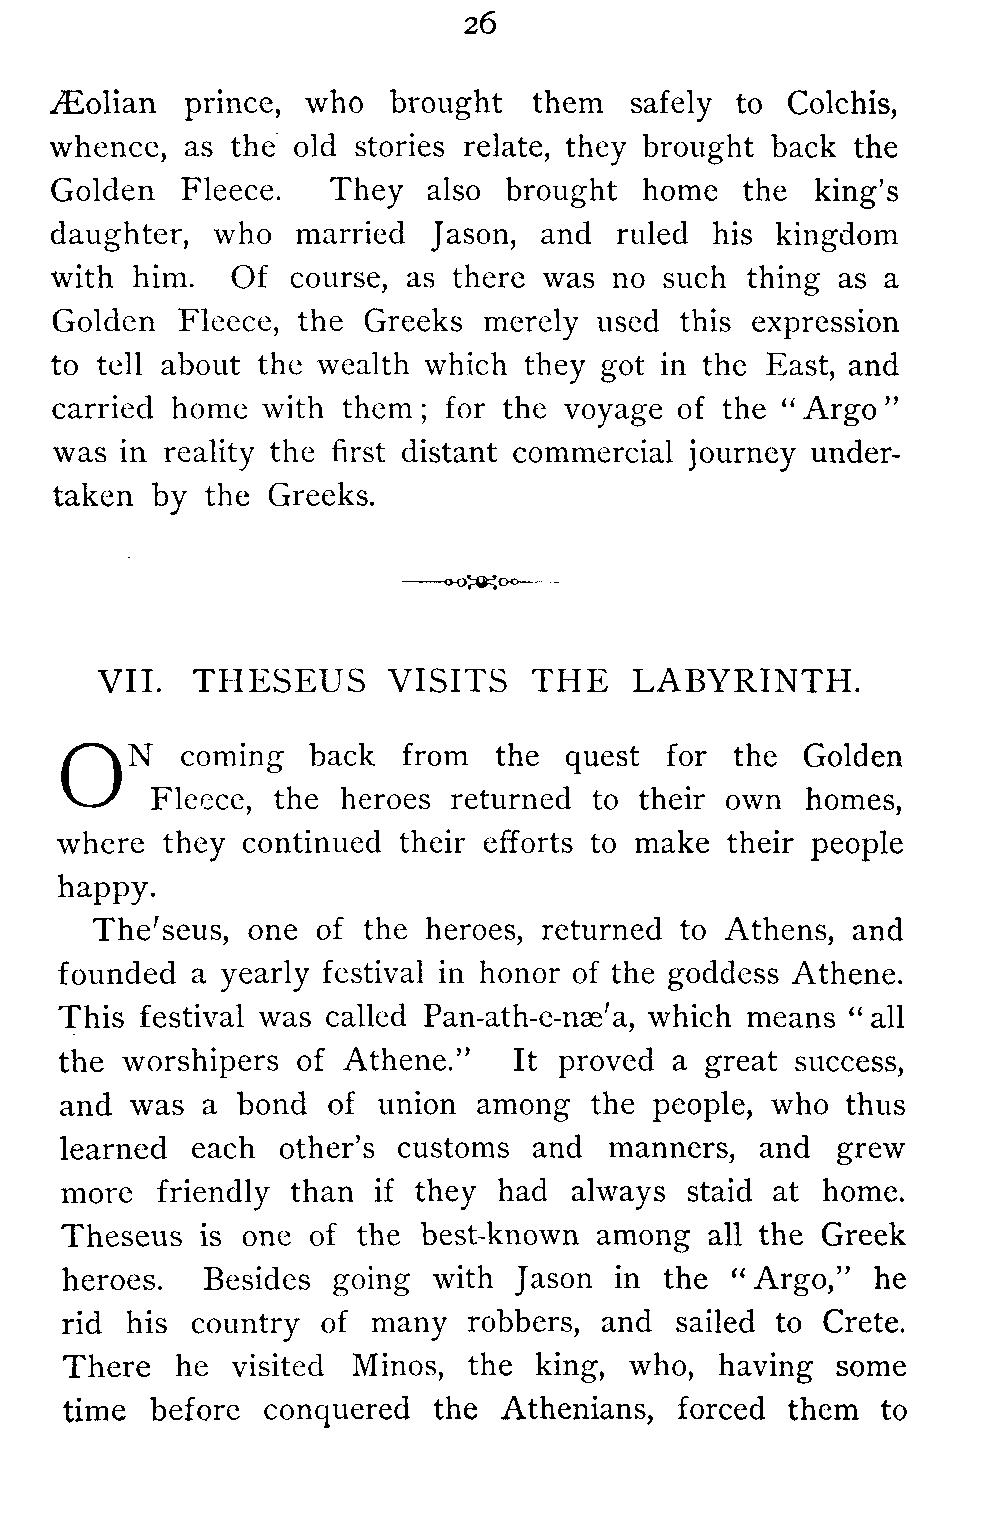 26
Æolian prince, who brought them safely to Colchis,
whence, as the old stories relate, they brought back the
Golden Fleece. They also brought home the king's
daughter, who married Jason, and ruled his kingdom
with him. Of course, as there was no such thing as a
Golden Fleece, the Greeks merely used this expression
to tell about the wealth which they got in the East, and
carried home with them; for the voyage of the "Argo"
was in reality the first distant commercial journey under-
taken by the Greeks.
VII. THESEUS VISITS THE LABYRINTH.
ON coming back from the quest for the Golden
Fleece, the heroes returned to their own homes,
where they continued their efforts to make their people
happy.
The'seus, one of the heroes, returned to Athens, and
founded a yearly festival in honor of the goddess Athene.
This festival was called Pan-ath-e-næ'a, which means "all
the worshipers of Athene." It proved a great success,
and was a bond of union among the people, who thus
learned each other's customs and manners, and grew
more friendly than if they had always staid at home.
Theseus is one of the best-known among all the Greek
heroes. Besides going with Jason in the "Argo," he
rid his country of many robbers, and sailed to Crete.
There he visited Minos, the king, who, having some
time before conquered the Athenians, forced them to